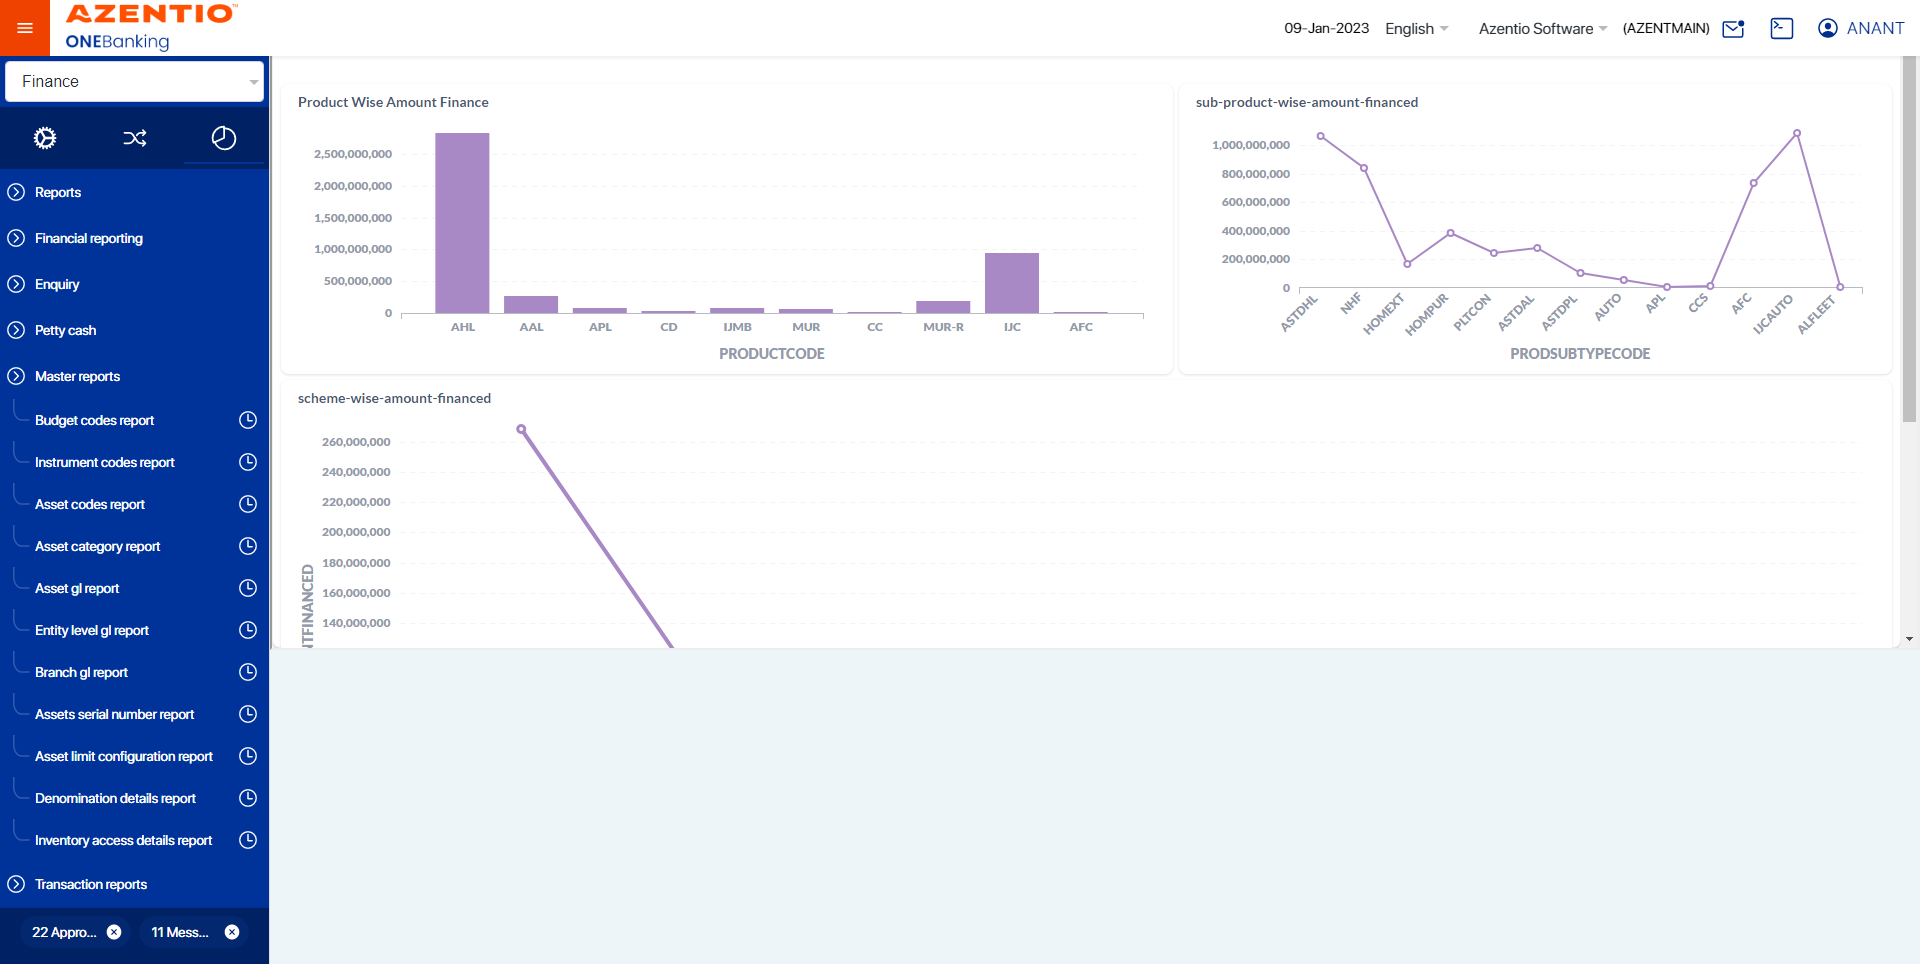 AZENTIO™
ONEBanking
09-Jan-2023
English
Azentio Software
(AZENTMAIN)
ANANT
Finance
Reports
Financial reporting
Enquiry
Petty cash
Master reports
Budget codes report
Instrument codes report
Asset codes report
Asset category report
Asset gl report
Entity level gl report
Branch gl report
Assets serial number report
Asset limit configuration report
Denomination details report
Inventory access details report
Transaction reports
22 Appro...
11 Mess...
Product Wise Amount Finance
2,500,000,000
2,000,000,000
1,500,000,000
1,000,000,000
500,000,000
0
AHL AAL APL CD IJMB MUR CC MUR-R IJC AFC
PRODUCTCODE
sub-product-wise-amount-financed
1,000,000,000
800,000,000
600,000,000
400,000,000
200,000,000
0
ASTDHL NHF HOMEXT HOMPUR PLTCON ASTDAL ASTDPL AUTO APL CCS AFC IJCAUTO ALFLEET
PRODSUBTYPECODE
scheme-wise-amount-financed
260,000,000
240,000,000
220,000,000
200,000,000
180,000,000
160,000,000
140,000,000
NTFINANCED